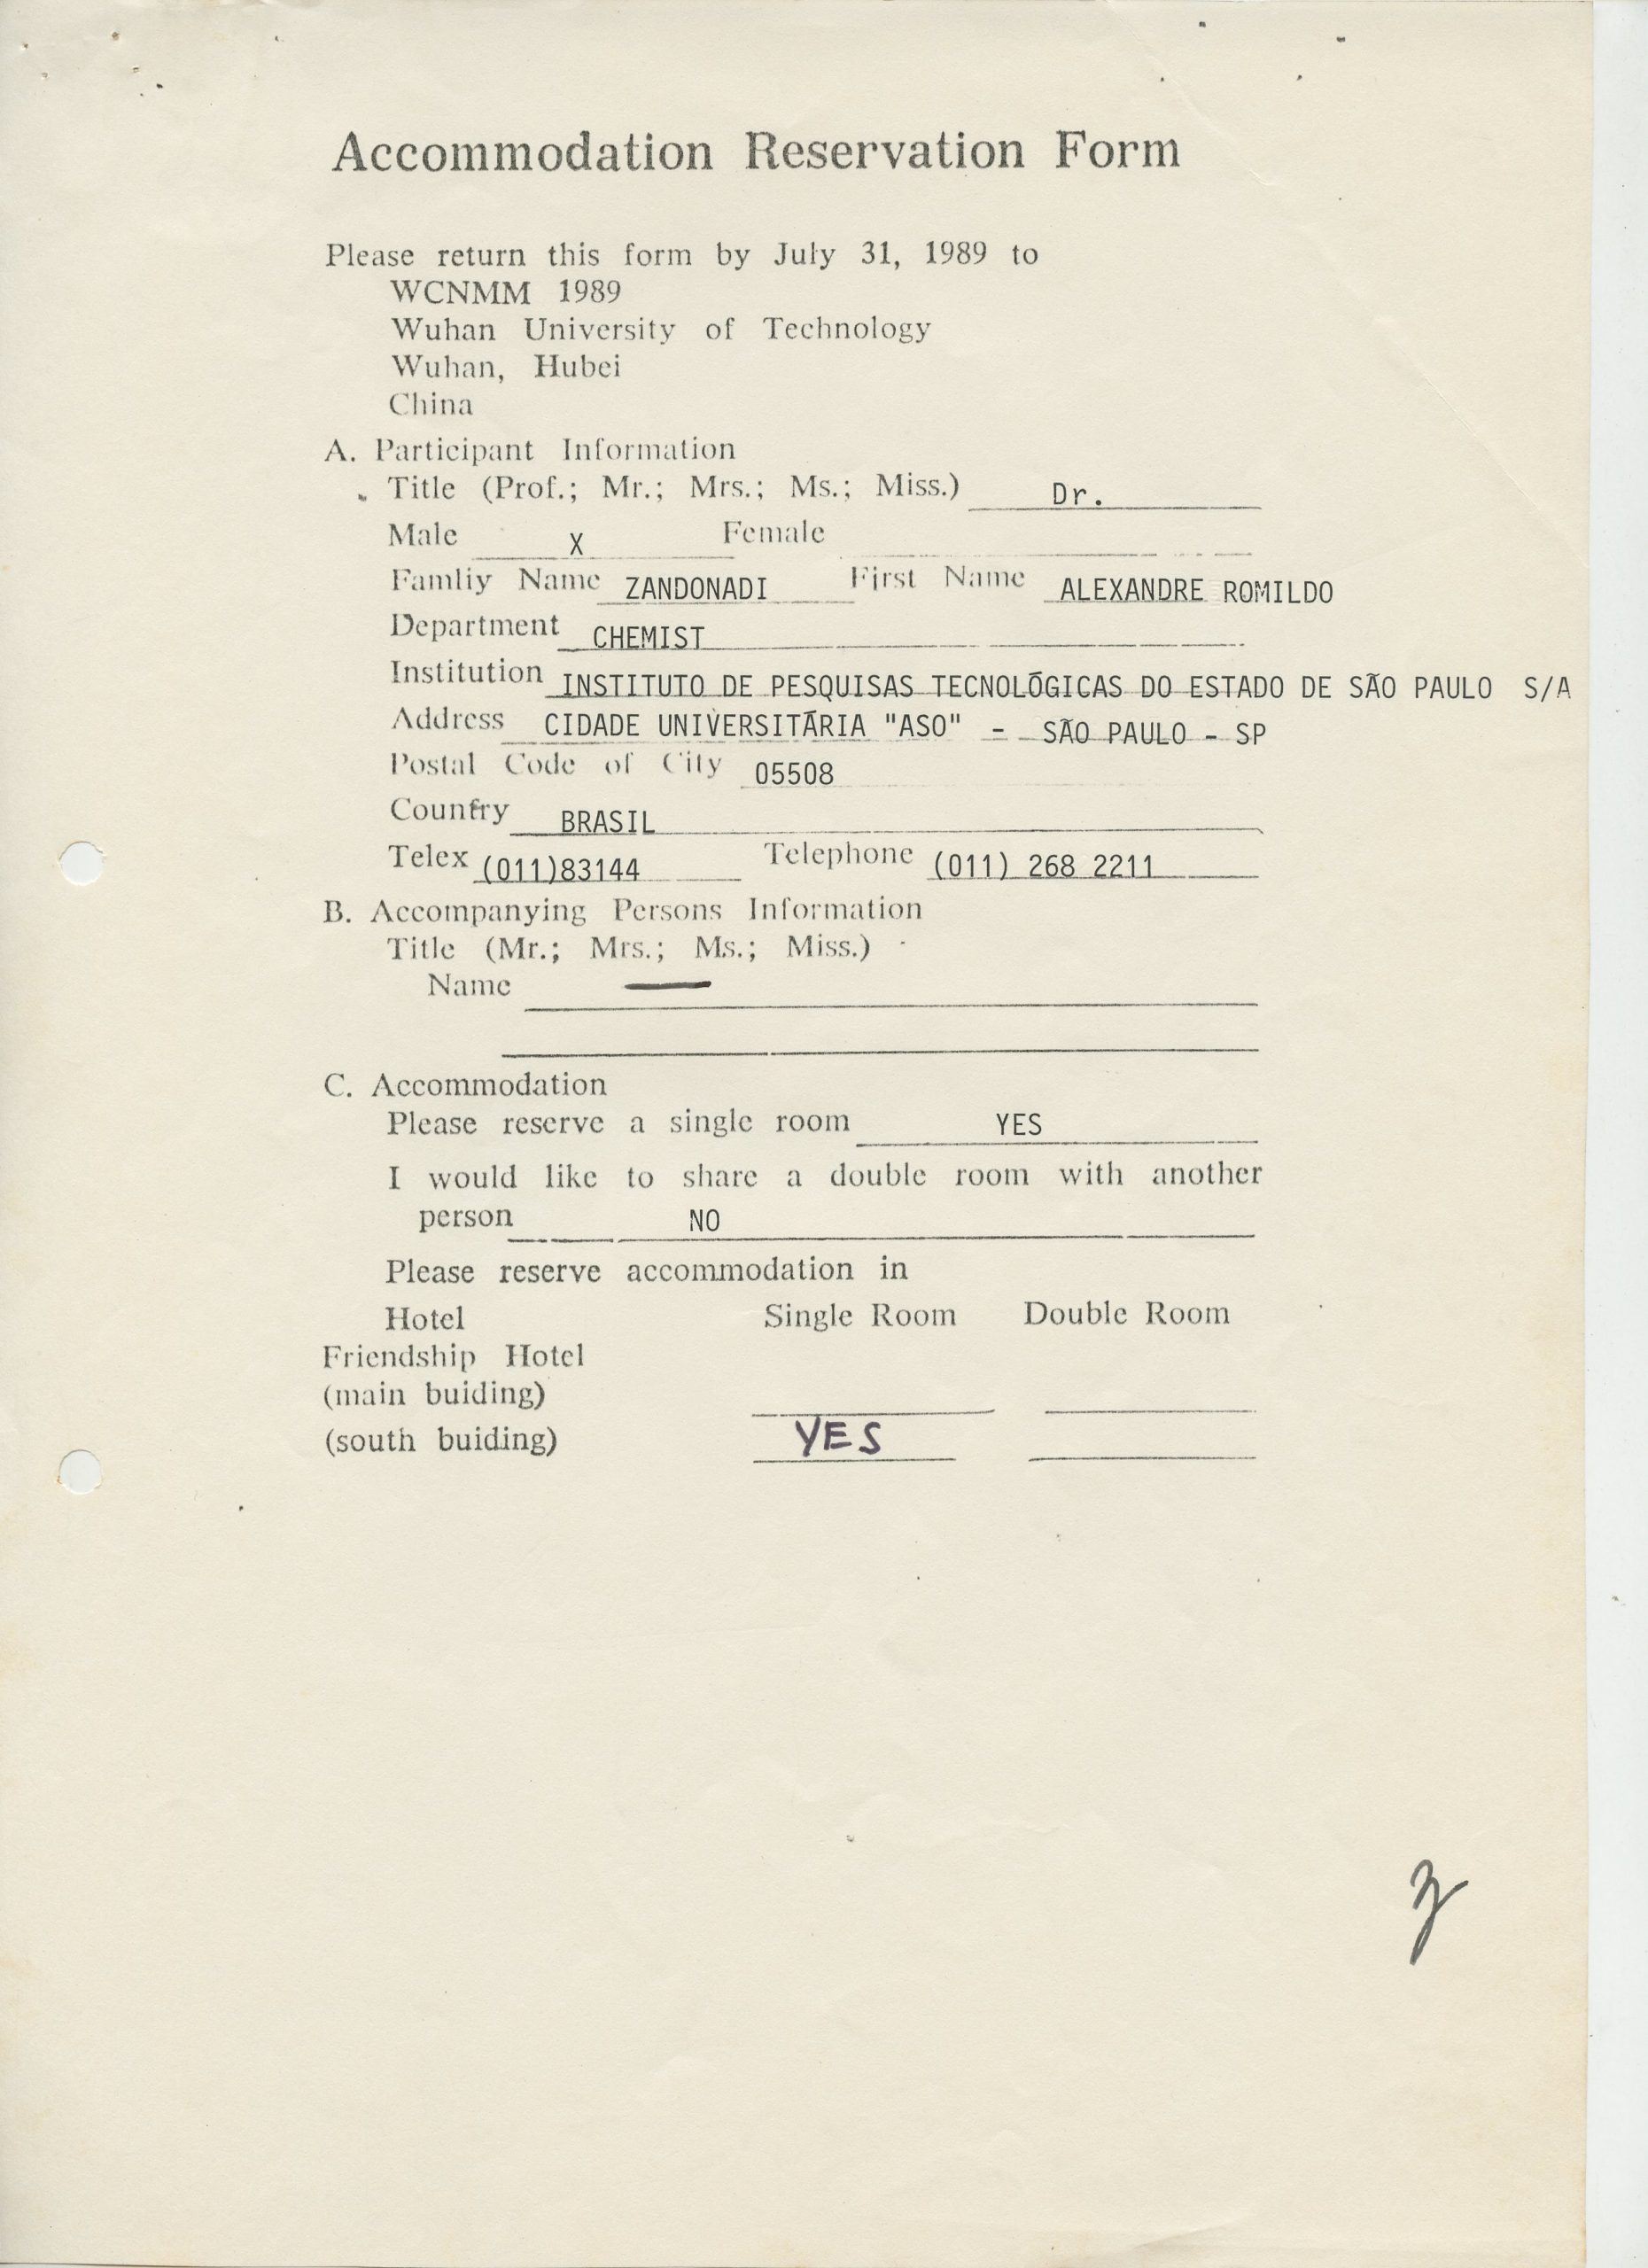 Accommodation Reservation Form
Please return this form by July 31, 1989 to
WCNMM 1989
Wuhan University of Technology
Wuhan, Hubei
China
A. Participant Information
Title (Prof.; Mr.; Mrs.; Ms.; Miss.) Dr.
Male X Female
Famliy Name ZANDONADI First Name ALEXANDRE ROMILDO
Department CHEMIST
Institution INSTITUTO DE PESQUISAS TECNOLÓGICAS DO ESTADO DE SÃO PAULO S/A
Address CIDADE UNIVERSITÁRIA "ASO" - SÃO PAULO - SP
Postal Code of City 05508
Country BRASIL
Telex (011)83144 Telephone (011) 268 2211
B. Accompanying Persons Information
Title (Mr.; Mrs.; Ms.; Miss.)
Name —
C. Accommodation
Please reserve a single room YES
I would like to share a double room with another
person NO
Please reserve accommodation in
Hotel Single Room Double Room
Friendship Hotel
(main buiding)
(south buiding) YES